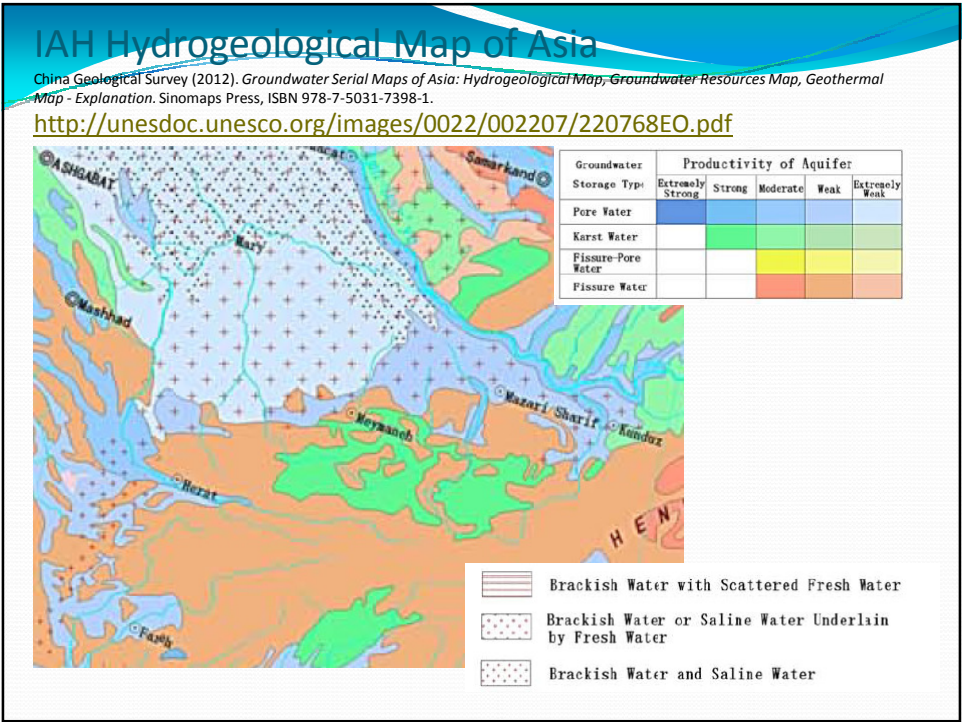 IAH Hydrogeological Map of Asia
China Geological Survey (2012). Groundwater Serial Maps of Asia: Hydrogeological Map, Groundwater Resources Map, Geothermal
Map - Explanation. Sinomaps Press, ISBN 978-7-5031-7398-1.
http://unesdoc.unesco.org/images/0022/002207/220768EO.pdf
ASHGABAT
Samarkand
Mary
Mashhad
Mazari Sharif
Meymaneh
Kunduz
Herat
HEN
Farah
Groundwater
Storage Type
Productivity of Aquifer
Extremely Strong
Strong
Moderate
Weak
Extremely Weak
Pore Water
Karst Water
Fissure-Pore
Water
Fissure Water
Brackish Water with Scattered Fresh Water
Brackish Water or Saline Water Underlain
by Fresh Water
Brackish Water and Saline Water